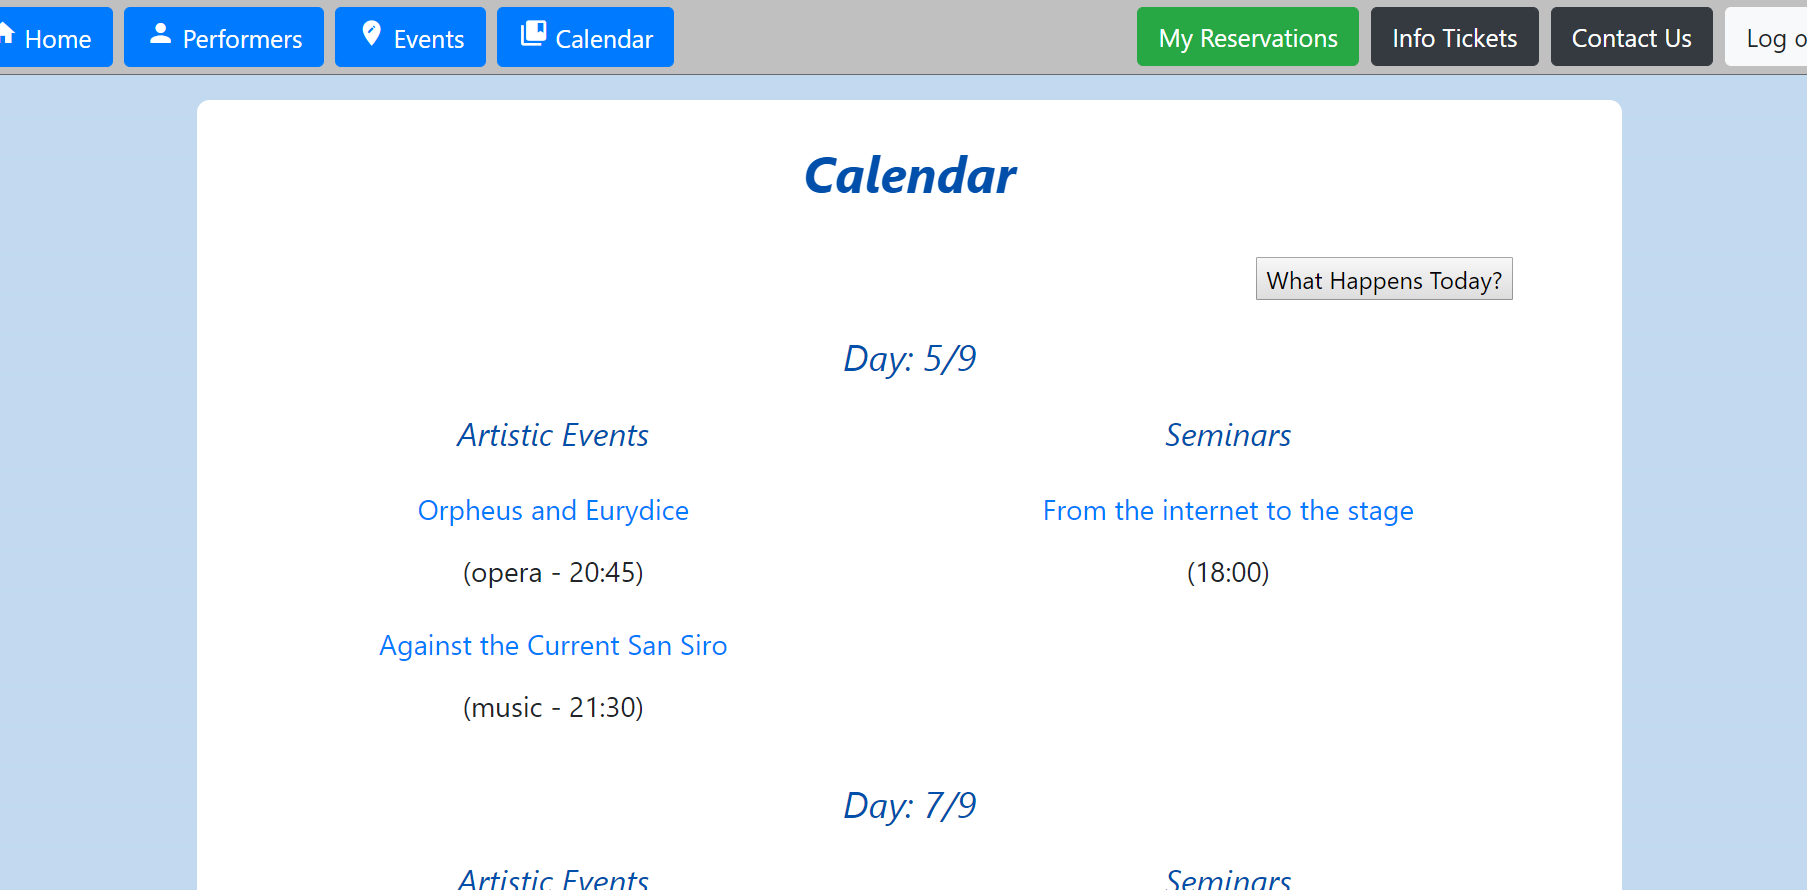 Home Performers Events Calendar My Reservations Info Tickets Contact Us Log o
Calendar
What Happens Today?
Day: 5/9
Artistic Events Seminars
Orpheus and Eurydice From the internet to the stage
(opera - 20:45) (18:00)
Against the Current San Siro
(music - 21:30)
Day: 7/9
Artistic Events Seminars